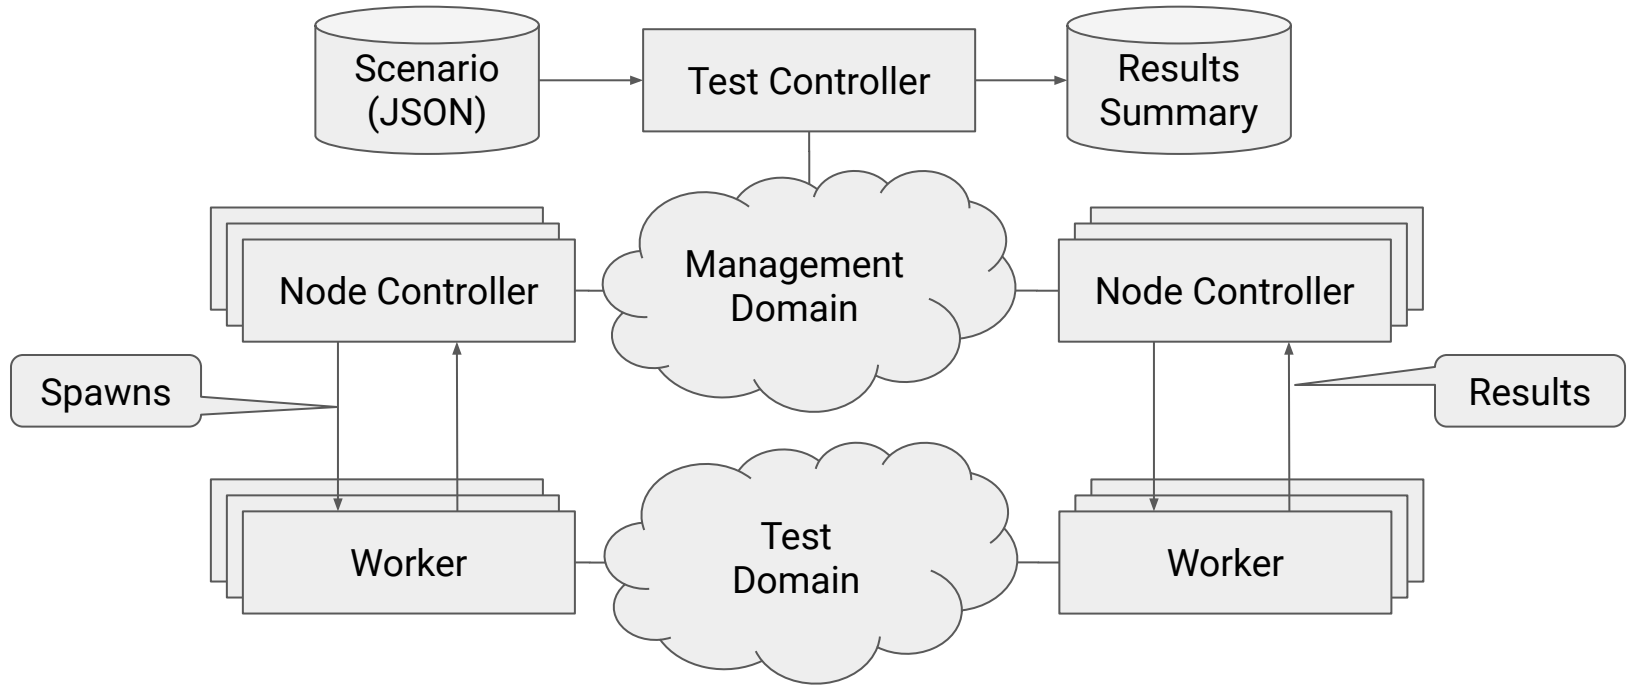 Scenario
(JSON)
Test Controller
Results
Summary
Node Controller
Management
Domain
Node Controller
Spawns
Results
Worker
Test
Domain
Worker